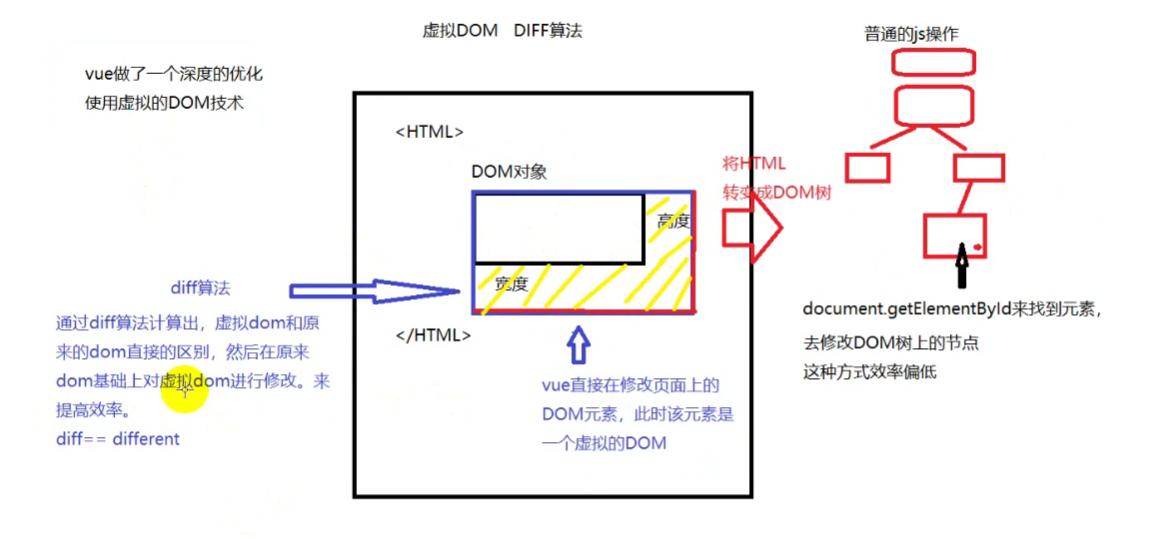 虚拟DOM DIFF算法
普通的js操作
vue做了一个深度的优化
使用虚拟的DOM技术
<HTML>
DOM对象
将HTML
转变成DOM树
高度
宽度
diff算法
通过diff算法计算出，虚拟dom和原
来的dom直接的区别，然后在原来
dom基础上对虚拟dom进行修改。来
提高效率。
diff== different
</HTML>
vue直接在修改页面上的
DOM元素，此时该元素是
一个虚拟的DOM
document.getElementById来找到元素，
去修改DOM树上的节点
这种方式效率偏低